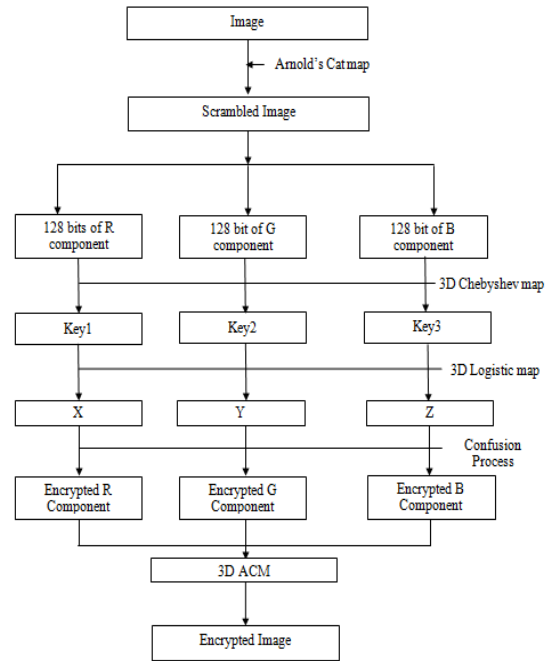 Image
Arnold's Cat map
Scrambled Image
128 bits of R
component
128 bit of G
component
128 bit of B
component
3D Chebyshev map
Key1
Key2
Key3
3D Logistic map
X
Y
Z
Confusion
Process
Encrypted R
Component
Encrypted G
Component
Encrypted B
Component
3D ACM
Encrypted Image